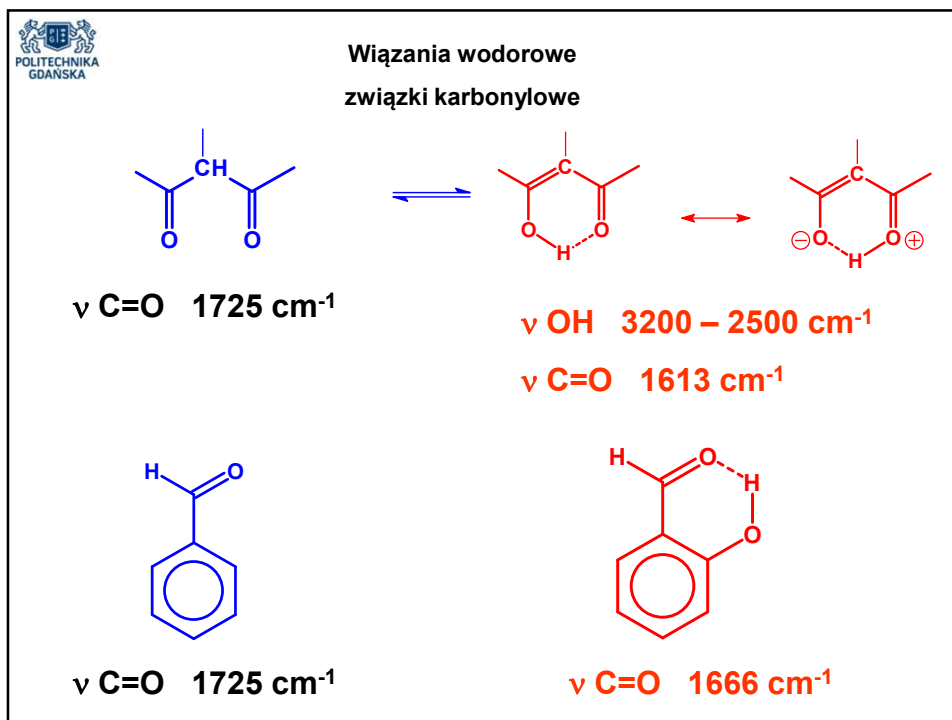 POLITECHNIKA
GDAŃSKA
Wiązania wodorowe
związki karbonylowe
CH
O O
C
O H O
C
⊖ O H O ⊕
ν C=O 1725 cm⁻¹
ν OH 3200 – 2500 cm⁻¹
ν C=O 1613 cm⁻¹
H O
H O H
O
ν C=O 1725 cm⁻¹
ν C=O 1666 cm⁻¹